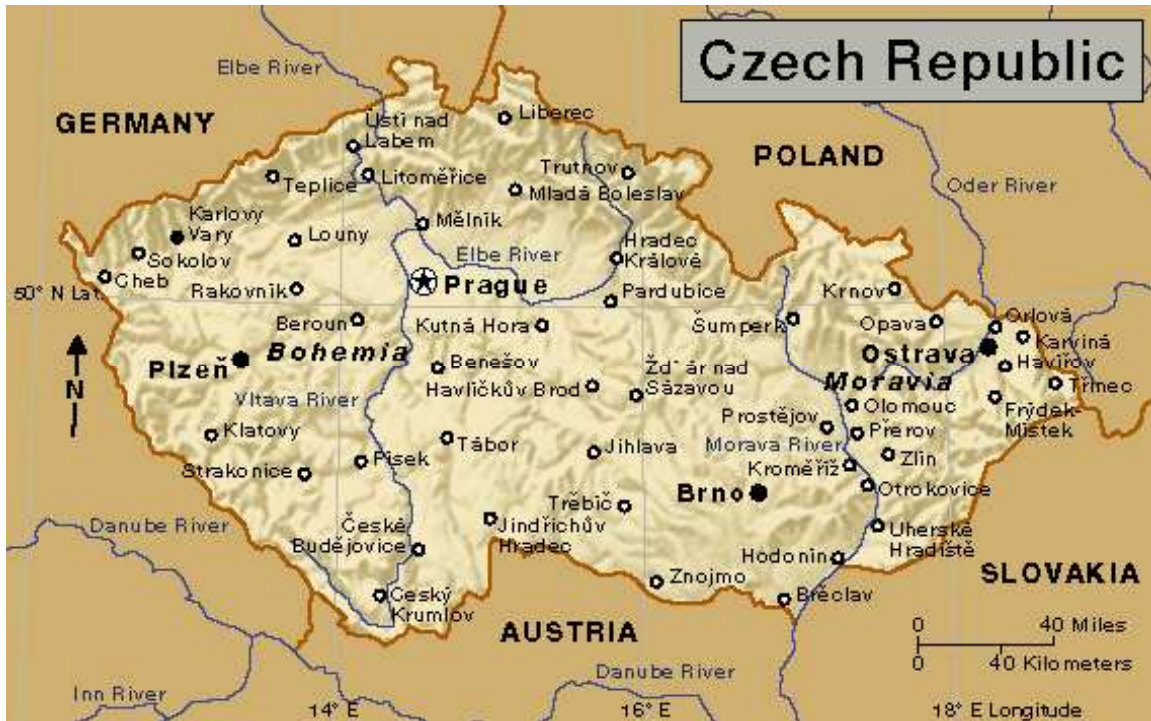 Czech Republic
Elbe River
GERMANY
Liberec
Ústí nad
Labem
POLAND
Teplice
Litoměřice
Trutnov
Mladá Boleslav
Oder River
Karlovy
Vary
Louny
Mělník
Sokolov
Elbe River
Hradec
Králové
Cheb
50° N Lat.
Rakovník
Prague
Pardubice
Krnov
Beroun
Kutná Hora
Šumperk
Opava
Orlová
Karviná
Bohemia
Ostrava
Havířov
Plzeň
Benešov
Žd´ár nad
Sázavou
Moravia
Třinec
N
Vltava River
Havlíčkův Brod
Olomouc
Frýdek-
Místek
Prostějov
Klatovy
Tábor
Jihlava
Morava River
Přerov
Strakonice
Písek
Kroměříž
Zlín
Brno
Otrokovice
Třebíč
Danube River
České
Budějovice
Jindřichův
Hradec
Uherské
Hradiště
Hodonín
Znojmo
SLOVAKIA
Český
Krumlov
Břéclav
AUSTRIA
0 40 Miles
0 40 Kilometers
Danube River
Inn River
14° E
16° E
18° E Longitude